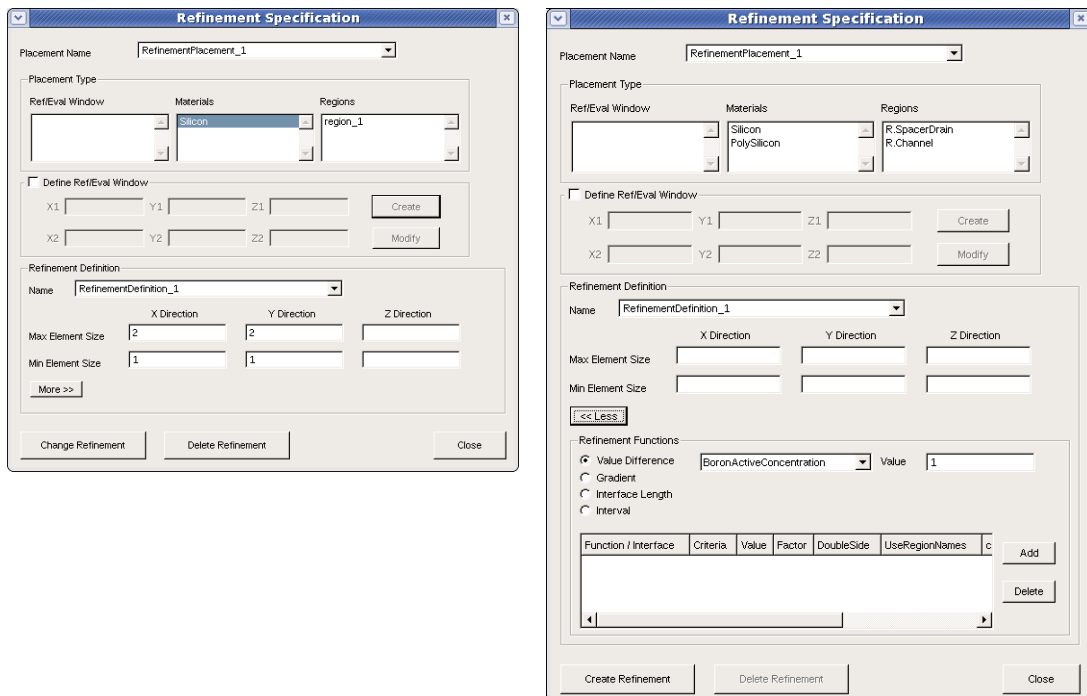 Refinement Specification
Placement Name RefinementPlacement_1
Placement Type
Ref/Eval Window Materials Regions
Silicon region_1
Define Ref/Eval Window
X1 Y1 Z1 Create
X2 Y2 Z2 Modify
Refinement Definition
Name RefinementDefinition_1
X Direction Y Direction Z Direction
Max Element Size 2 2
Min Element Size 1 1
More >>
Change Refinement Delete Refinement Close
Refinement Specification
Placement Name RefinementPlacement_1
Placement Type
Ref/Eval Window Materials Regions
Silicon R.SpacerDrain
PolySilicon R.Channel
Define Ref/Eval Window
X1 Y1 Z1 Create
X2 Y2 Z2 Modify
Refinement Definition
Name RefinementDefinition_1
X Direction Y Direction Z Direction
Max Element Size
Min Element Size
<< Less
Refinement Functions
Value Difference BoronActiveConcentration Value 1
Gradient
Interface Length
Interval
Function / Interface Criteria Value Factor DoubleSide UseRegionNames c
Add
Delete
Create Refinement Delete Refinement Close